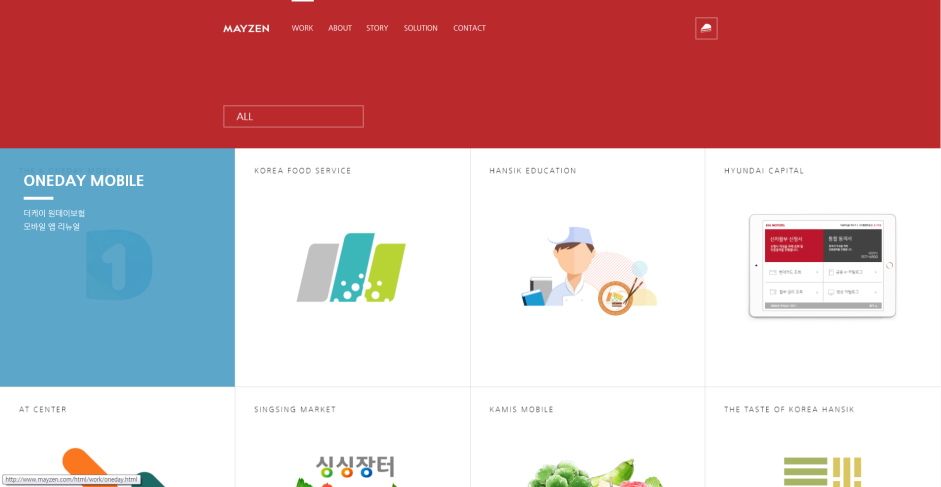 MAYZEN
WORK
ABOUT
STORY
SOLUTION
CONTACT
ALL
ONEDAY MOBILE
더케이 원데이보험
모바일 앱 리뉴얼
KOREA FOOD SERVICE
HANSIK EDUCATION
HYUNDAI CAPITAL
AT CENTER
SINGSING MARKET
KAMIS MOBILE
THE TASTE OF KOREA HANSIK
싱싱장터
http://www.mayzen.com/html/work/oneday.html